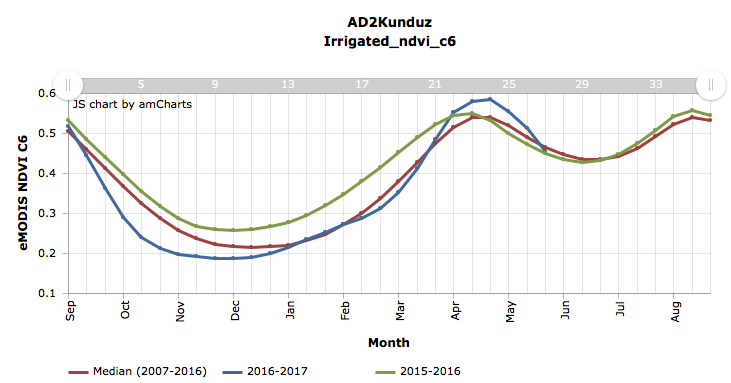 AD2Kunduz
Irrigated_ndvi_c6
5 9 13 17 21 25 29 33
JS chart by amCharts
0.6
0.5
0.4
0.3
0.2
0.1
eMODIS NDVI C6
Sep Oct Nov Dec Jan Feb Mar Apr May Jun Jul Aug
Month
Median (2007-2016) 2016-2017 2015-2016